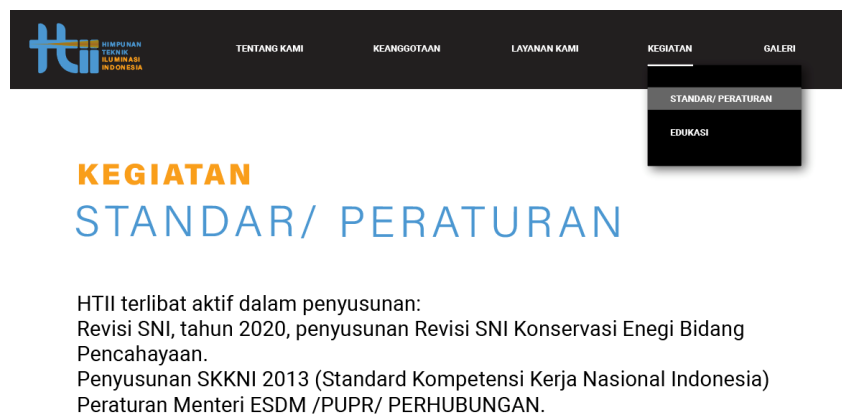 HTII
HIMPUNAN
TEKNIK
ILUMINASI
INDONESIA
TENTANG KAMI
KEANGGOTAAN
LAYANAN KAMI
KEGIATAN
GALERI
STANDAR/ PERATURAN
EDUKASI
KEGIATAN
STANDAR/ PERATURAN
HTII terlibat aktif dalam penyusunan:
Revisi SNI, tahun 2020, penyusunan Revisi SNI Konservasi Enegi Bidang
Pencahayaan.
Penyusunan SKKNI 2013 (Standard Kompetensi Kerja Nasional Indonesia)
Peraturan Menteri ESDM /PUPR/ PERHUBUNGAN.